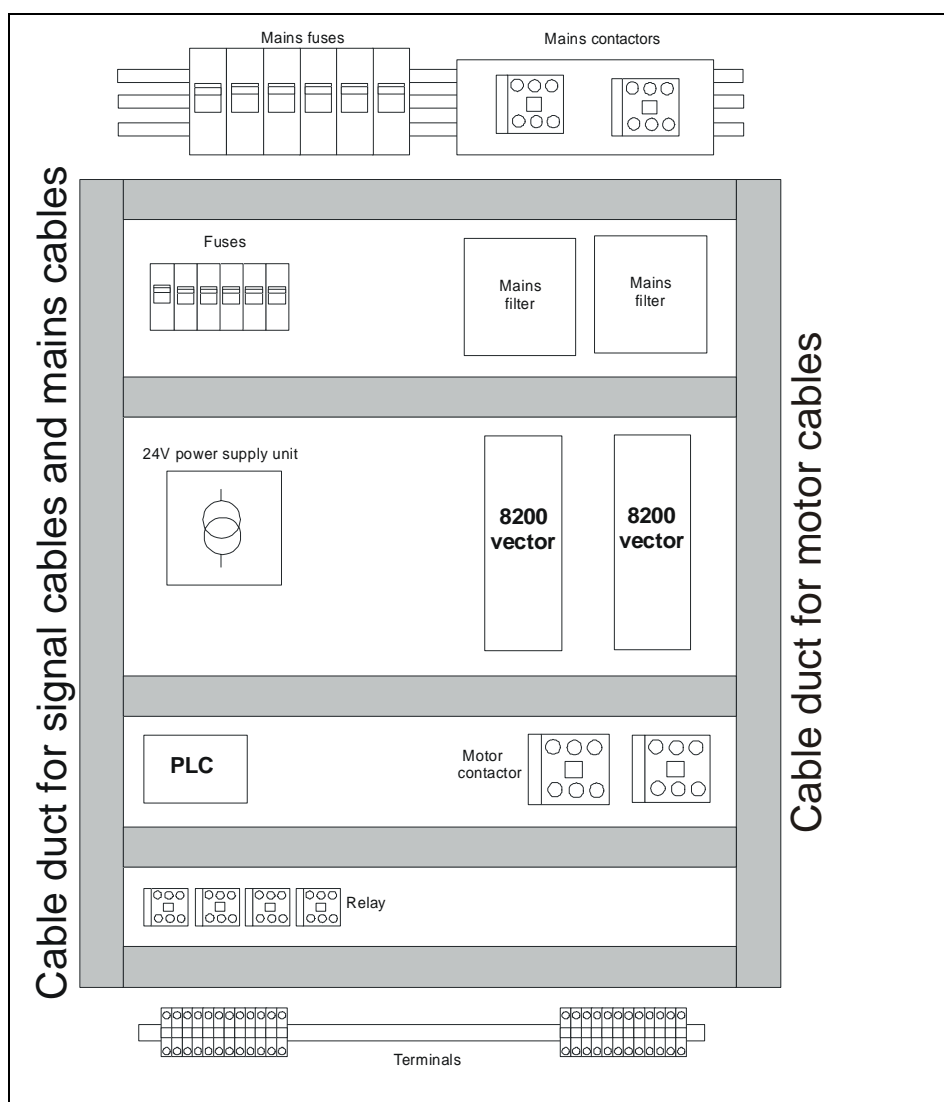 Mains fuses
Mains contactors
Cable duct for signal cables and mains cables
Fuses
Mains
filter
Mains
filter
Cable duct for motor cables
24V power supply unit
8200
vector
8200
vector
PLC
Motor
contactor
Relay
Terminals